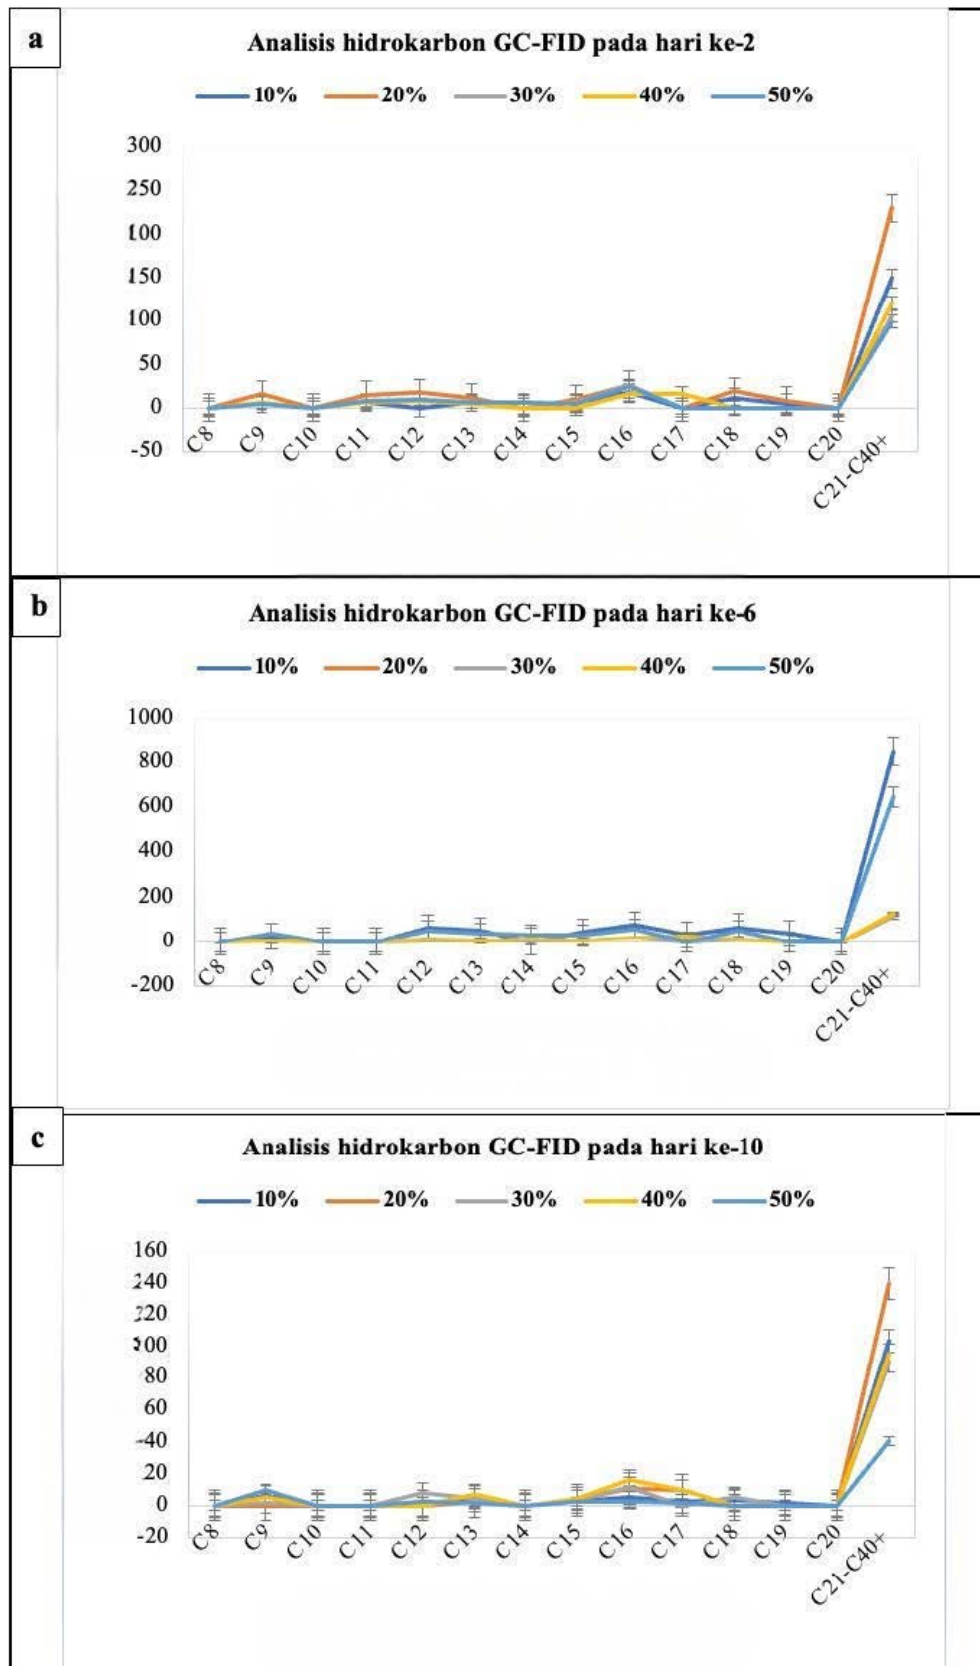 a
Analisis hidrokarbon GC-FID pada hari ke-2
10% 20% 30% 40% 50%
300
250
150
100
50
0
-50
C8 C9 C10 C11 C12 C13 C14 C15 C16 C17 C18 C19 C20 C21-C40+
b
Analisis hidrokarbon GC-FID pada hari ke-6
10% 20% 30% 40% 50%
1000
800
600
400
200
0
-200
C8 C9 C10 C11 C12 C13 C14 C15 C16 C17 C18 C19 C20 C21-C40+
c
Analisis hidrokarbon GC-FID pada hari ke-10
10% 20% 30% 40% 50%
160
80
60
-40
20
0
-20
C8 C9 C10 C11 C12 C13 C14 C15 C16 C17 C18 C19 C20 C21-C40+